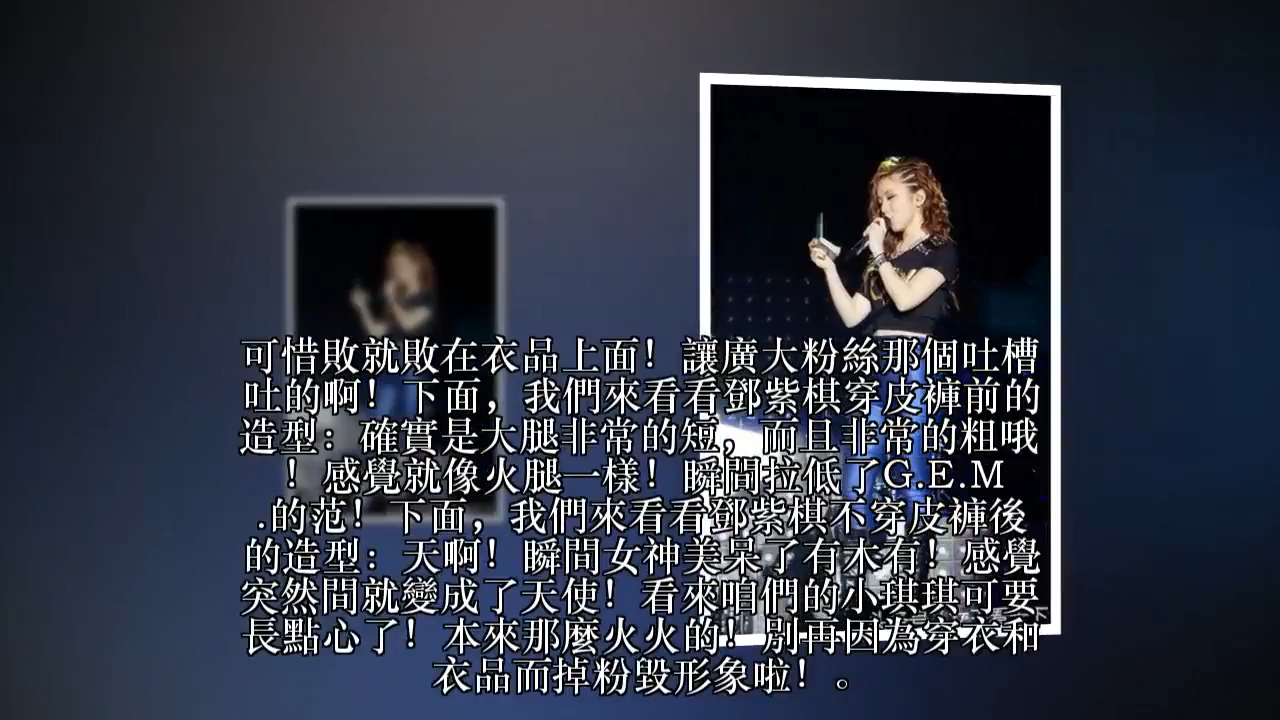 可惜敗就敗在衣品上面！讓廣大粉絲那個吐槽
吐的啊！下面，我們來看看鄧紫棋穿皮褲前的
造型：確實是大腿非常的短，而且非常的粗哦
！感覺就像火腿一樣！瞬間拉低了G.E.M
.的范！下面，我們來看看鄧紫棋不穿皮褲後
的造型：天啊！瞬間女神美呆了有木有！感覺
突然間就變成了天使！看來咱們的小琪琪可要
長點心了！本來那麼火火的！別再因為穿衣和
衣品而掉粉毀形象啦！。